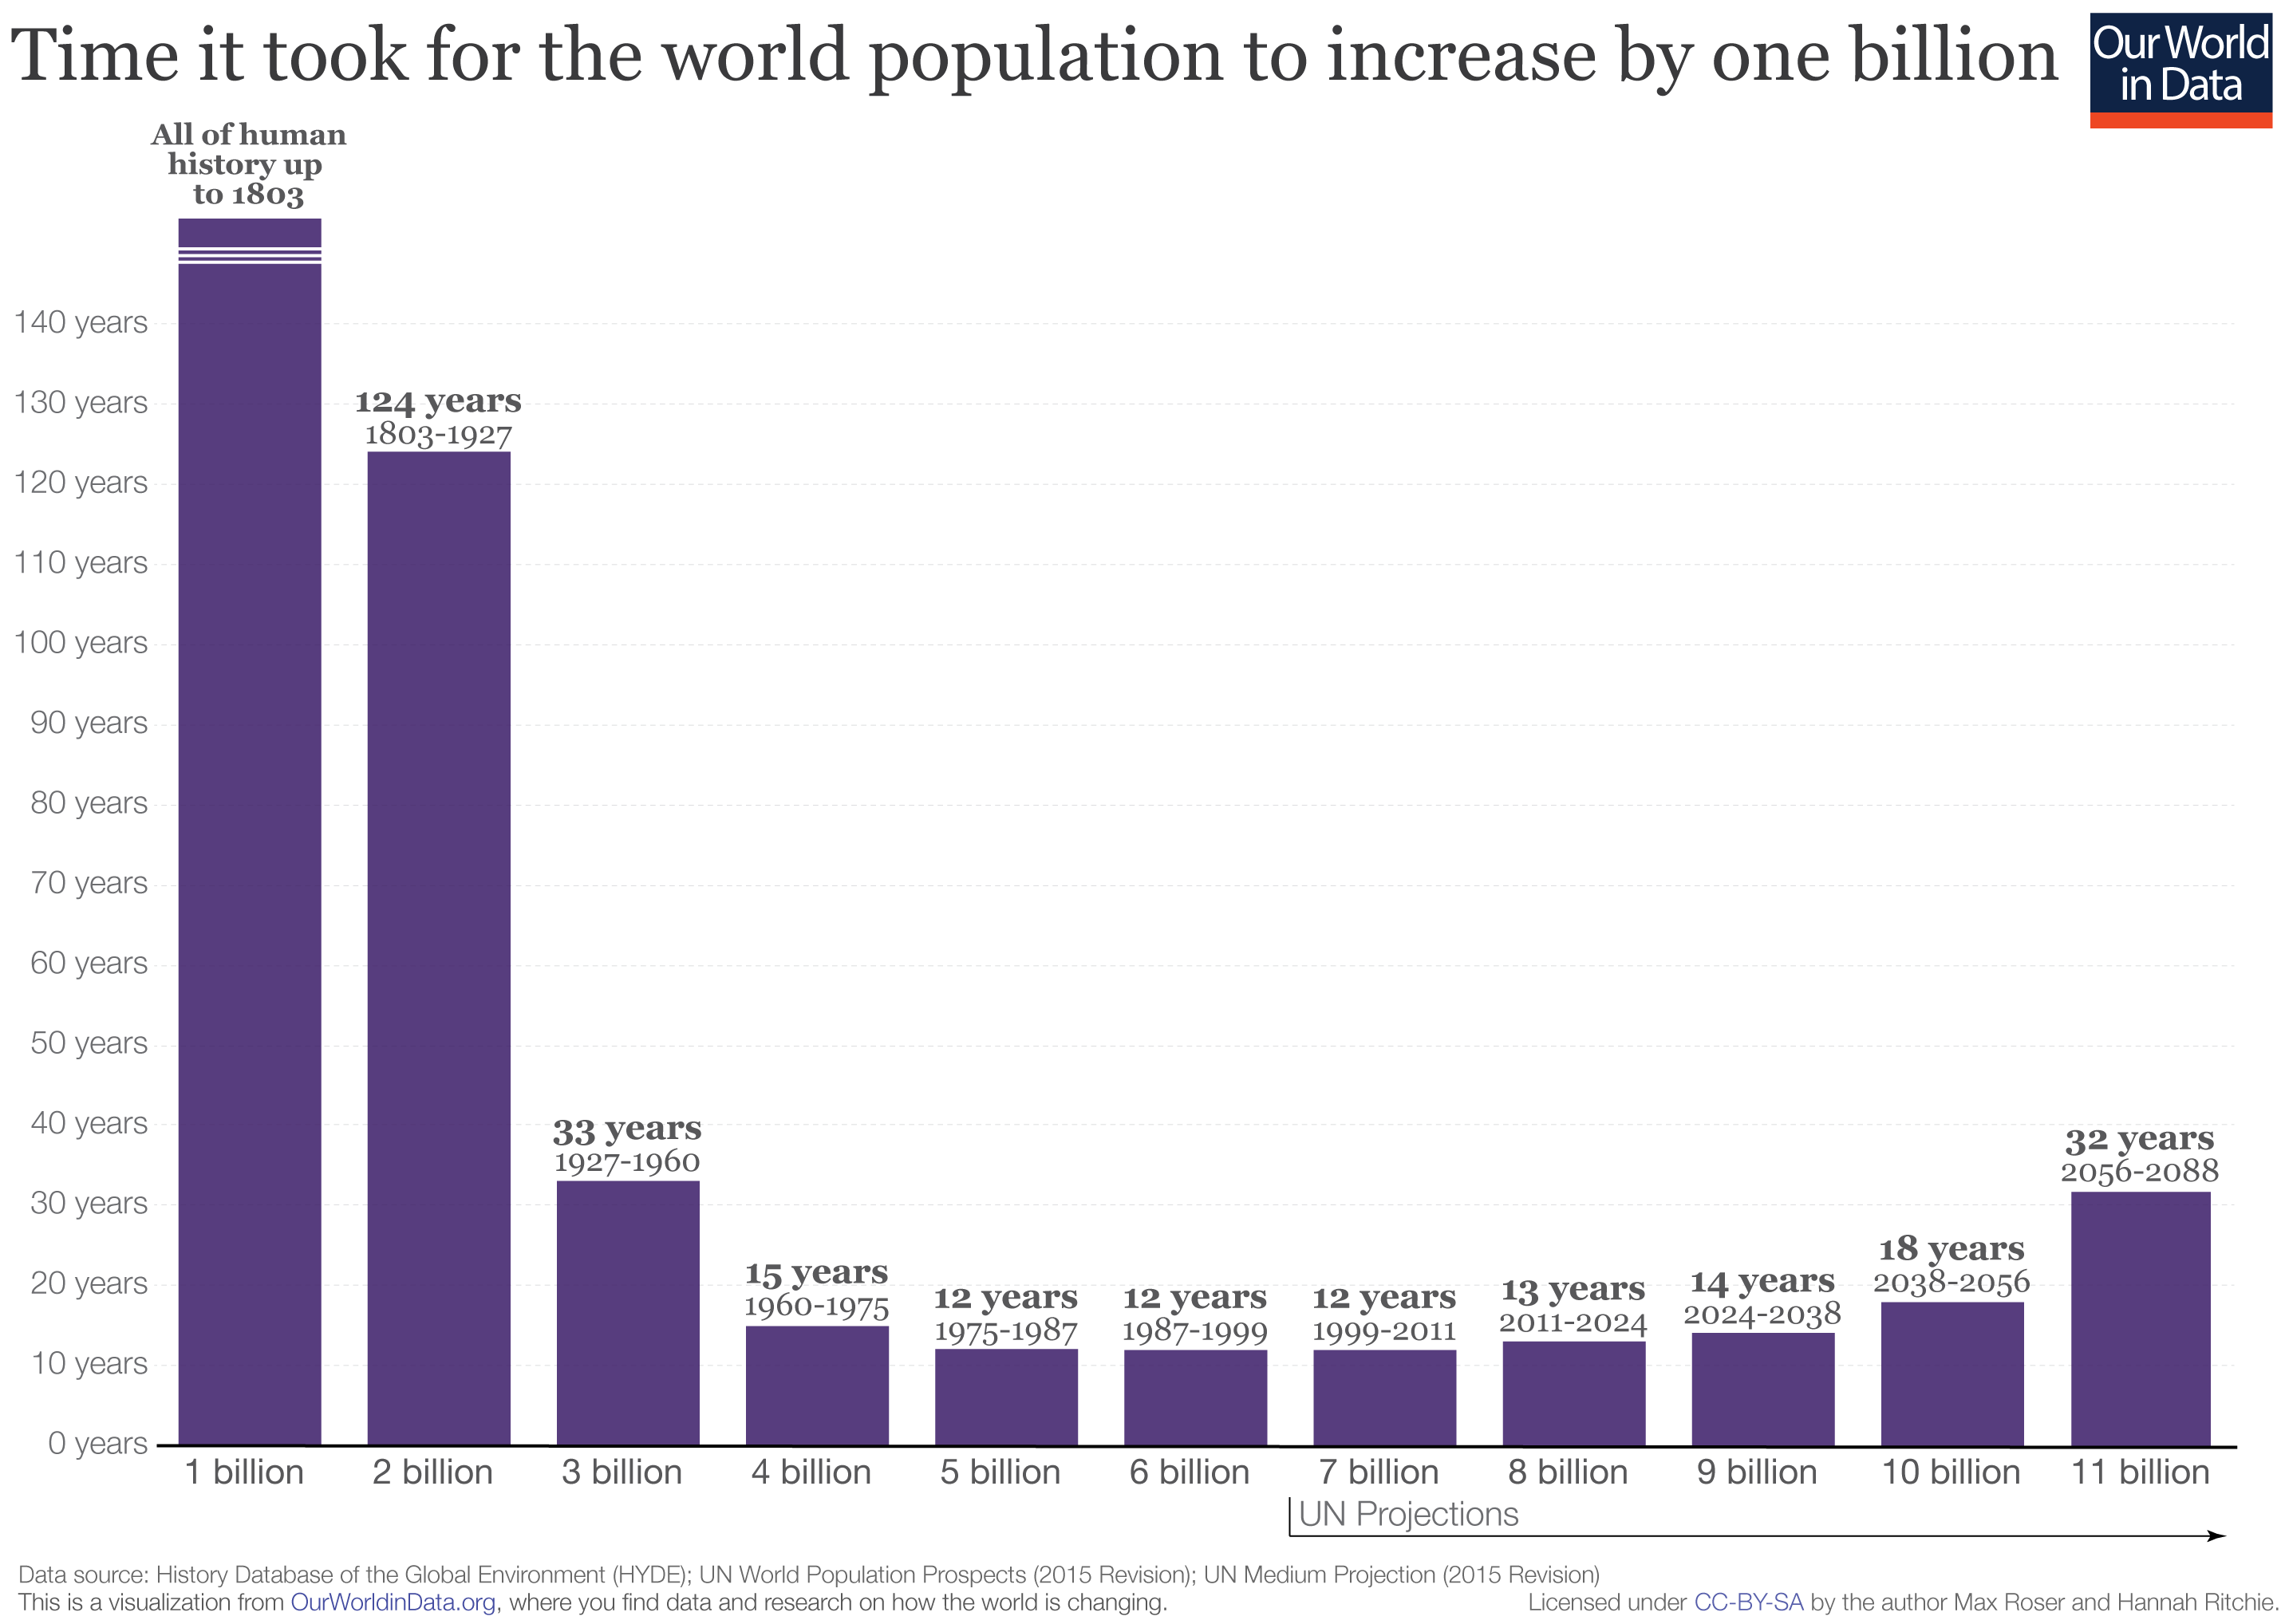 Time it took for the world population to increase by one billion
Our World
in Data
All of human
history up
to 1803
140 years
130 years
120 years
110 years
100 years
90 years
80 years
70 years
60 years
50 years
40 years
30 years
20 years
10 years
0 years
124 years
1803-1927
33 years
1927-1960
15 years
1960-1975
12 years
1975-1987
12 years
1987-1999
12 years
1999-2011
13 years
2011-2024
14 years
2024-2038
18 years
2038-2056
32 years
2056-2088
1 billion
2 billion
3 billion
4 billion
5 billion
6 billion
7 billion
8 billion
9 billion
10 billion
11 billion
UN Projections
Data source: History Database of the Global Environment (HYDE); UN World Population Prospects (2015 Revision); UN Medium Projection (2015 Revision)
This is a visualization from OurWorldinData.org, where you find data and research on how the world is changing.
Licensed under CC-BY-SA by the author Max Roser and Hannah Ritchie.